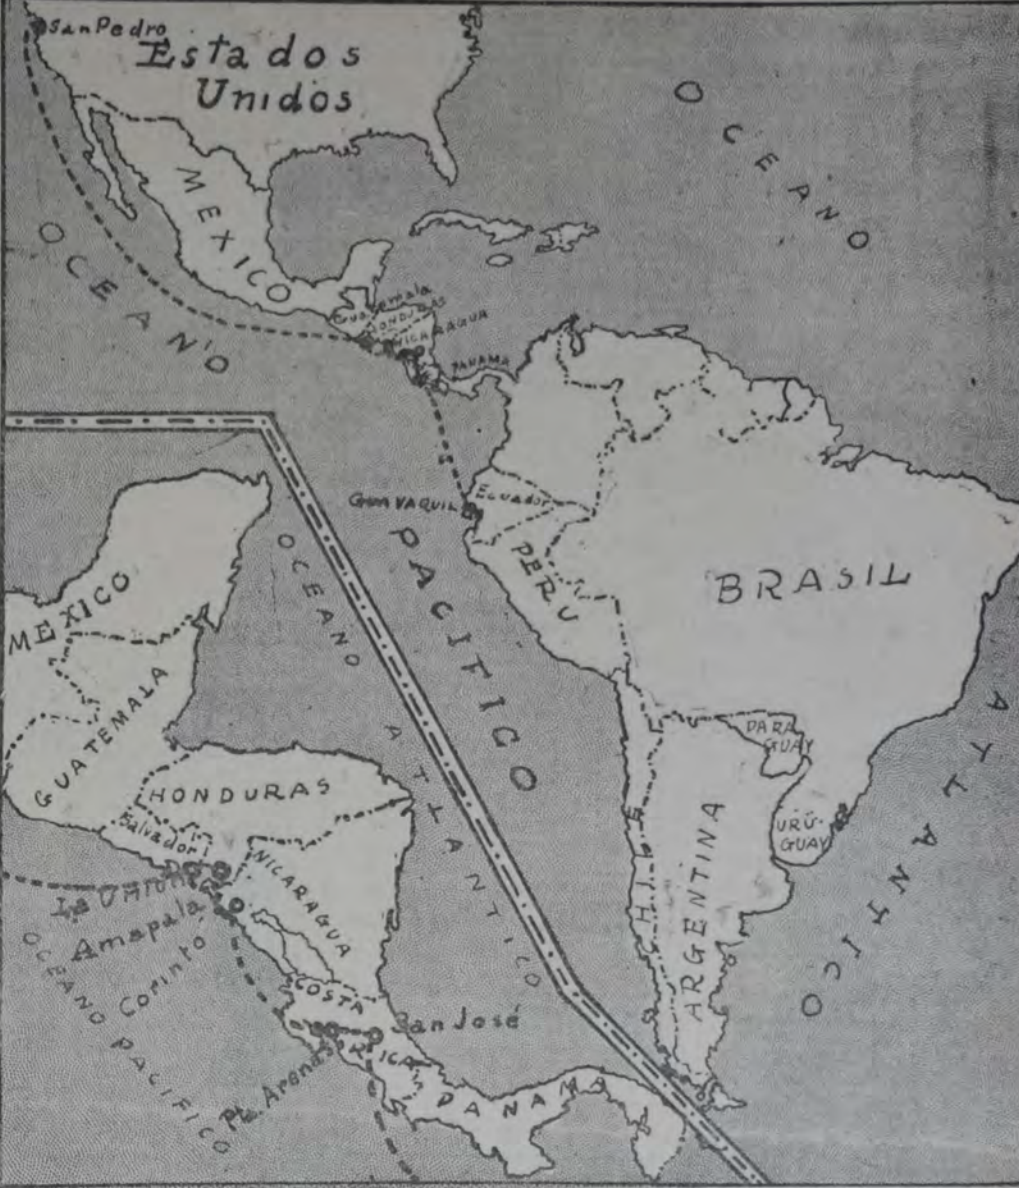 San Pedro
Estados
Unidos
MEXICO
OCEANO
OCEANO
Guatemala
HONDURAS
NICARAGUA
PANAMA
GUAYAQUIL
ECUADOR
PACIFICO
PERU
BRASIL
PARA
GUAY
URU-
GUAY
CHILE
ARGENTINA
ATLANTICO
MEXICO
GUATEMALA
OCEANO ATLANTICO
HONDURAS
Salvador
NICARAGUA
La Union
Amapala
Corinto
OCEANO PACIFICO
COSTA
RICA
San José
Pt. Arenas
PANAMA